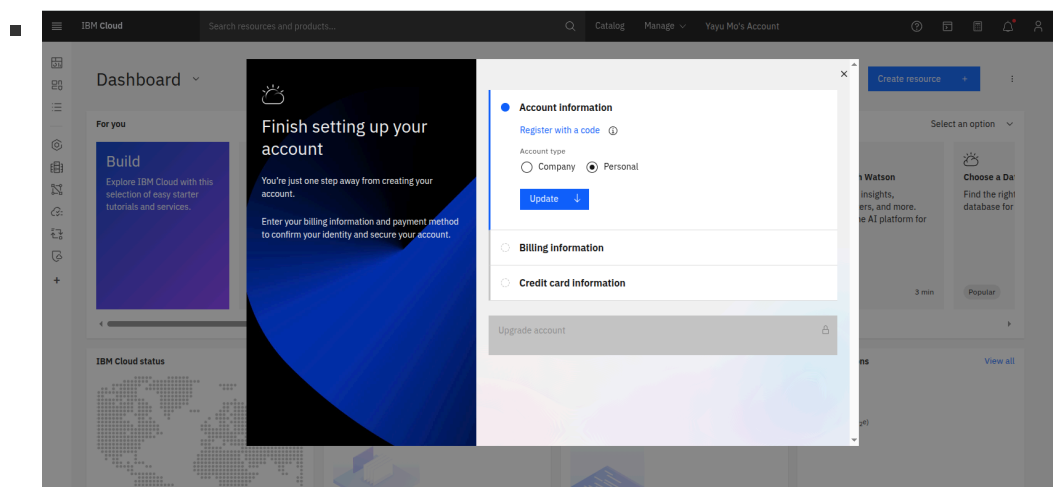 IBM Cloud
Search resources and products...
Catalog
Manage
Yayu Mo's Account
Dashboard
Create resource +
For you
Select an option
Build
Explore IBM Cloud with this
selection of easy starter
tutorials and services.
Finish setting up your
account
You're just one step away from creating your
account.
Enter your billing information and payment method
to confirm your identity and secure your account.
Account information
Register with a code
Account type
Company
Personal
Update
Billing information
Credit card information
Upgrade account
Watson
insights,
and more.
AI platform for
3 min
Choose a Da
Find the right
database for
Popular
IBM Cloud status
View all